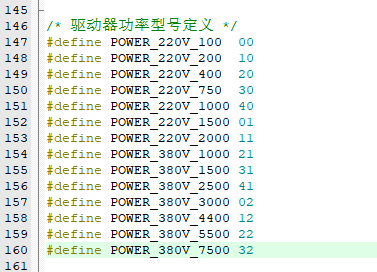 145
146 /* 驱动器功率型号定义 */
147 #define POWER_220V_100 00
148 #define POWER_220V_200 10
149 #define POWER_220V_400 20
150 #define POWER_220V_750 30
151 #define POWER_220V_1000 40
152 #define POWER_220V_1500 01
153 #define POWER_220V_2000 11
154 #define POWER_380V_1000 21
155 #define POWER_380V_1500 31
156 #define POWER_380V_2500 41
157 #define POWER_380V_3000 02
158 #define POWER_380V_4400 12
159 #define POWER_380V_5500 22
160 #define POWER_380V_7500 32
161